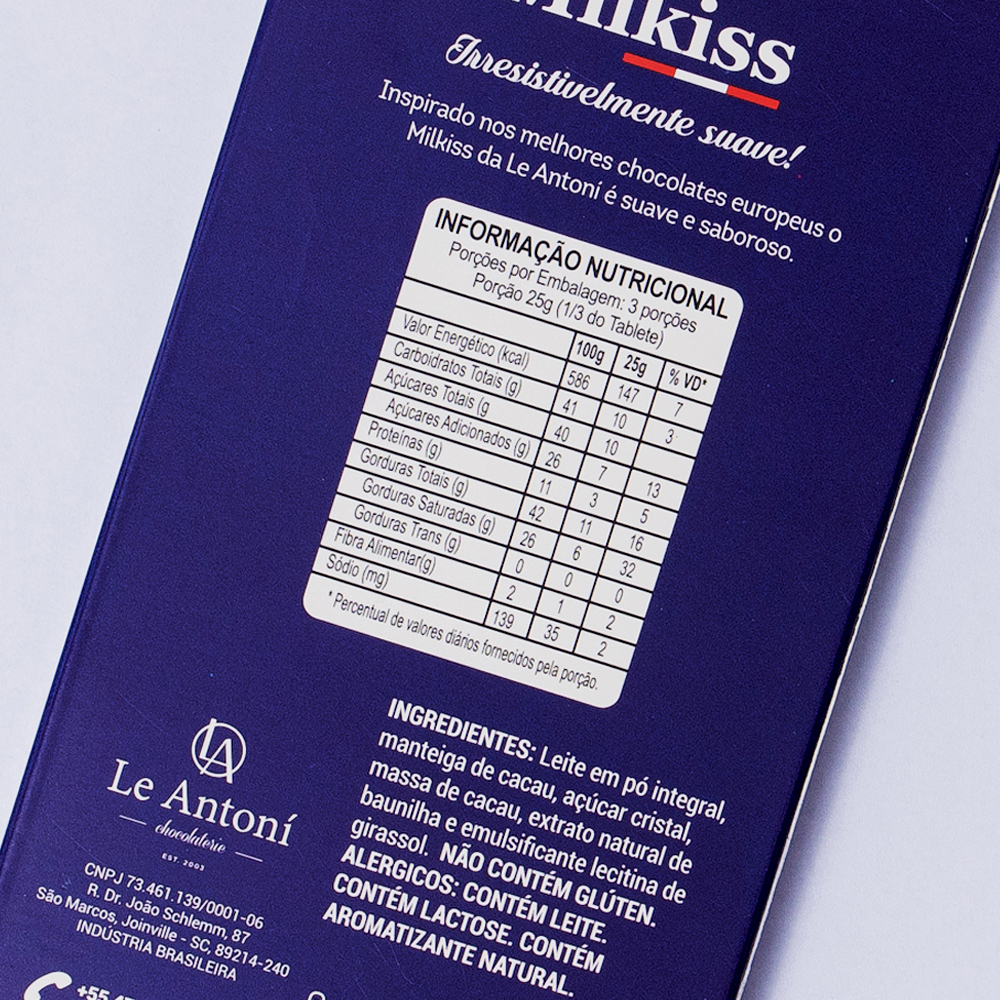 Milkiss
Irresistivelmente suave!
Inspirado nos melhores chocolates europeus o
Milkiss da Le Antoní é suave e saboroso.
INFORMAÇÃO NUTRICIONAL
Porções por Embalagem: 3 porções
Porção 25g (1/3 do Tablete)
100g 25g % VD*
Valor Energético (kcal) 586 147 7
Carboidratos Totais (g) 41 10 3
Açúcares Totais (g 40 10
Açúcares Adicionados (g) 26 7 13
Proteínas (g) 11 3 5
Gorduras Totais (g) 42 11 16
Gorduras Saturadas (g) 26 6 32
Gorduras Trans (g) 0 0 0
Fibra Alimentar(g) 2 1 2
Sódio (mg) 139 35 2
* Percentual de valores diários fornecidos pela porção.
INGREDIENTES: Leite em pó integral,
manteiga de cacau, açúcar cristal,
massa de cacau, extrato natural de
baunilha e emulsificante lecitina de
girassol. NÃO CONTÉM GLÚTEN.
ALERGICOS: CONTÉM LEITE.
CONTÉM LACTOSE. CONTÉM
AROMATIZANTE NATURAL.
LA
Le Antoní
chocolaterie
EST. 2003
CNPJ 73.461.139/0001-06
R. Dr. João Schlemm, 87
São Marcos, Joinville - SC, 89214-240
INDÚSTRIA BRASILEIRA
+55